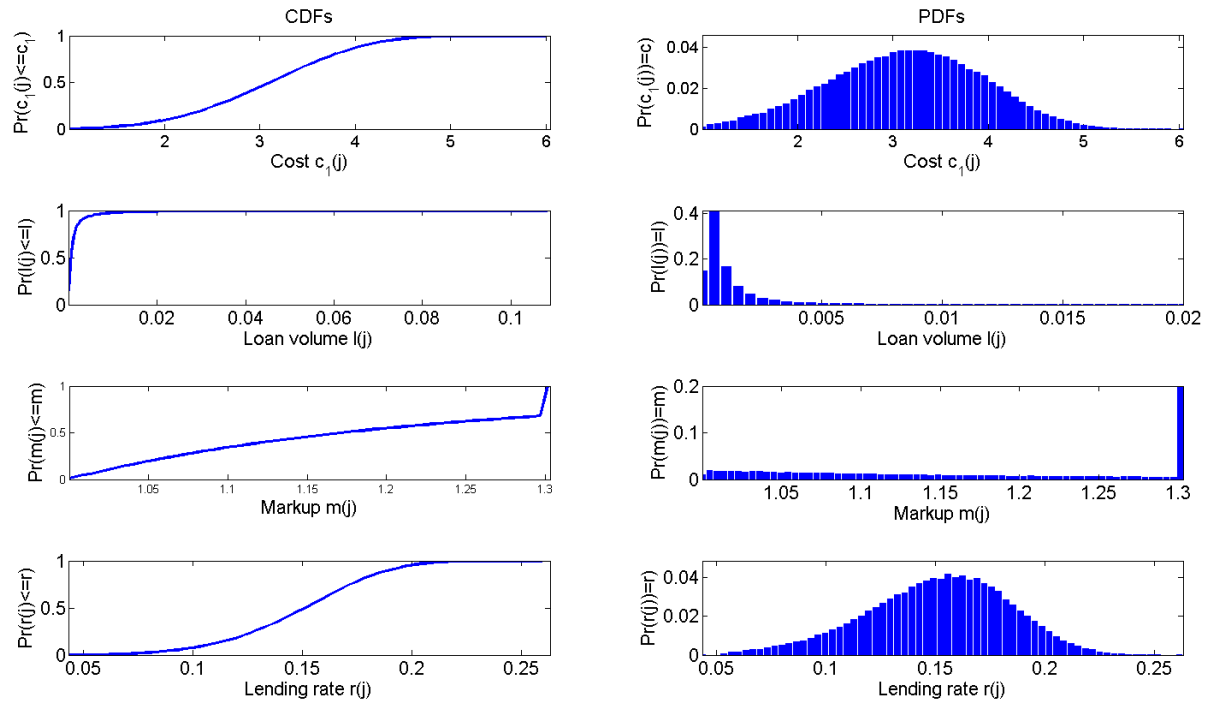 CDFs
PDFs
Pr(c₁(j)<=c₁)
1
0.5
0
2 3 4 5 6
Cost c₁(j)
Pr(c₁(j))=c)
0.04
0.02
0
2 3 4 5 6
Cost c₁(j)
Pr(l(j)<=l)
1
0.5
0
0.02 0.04 0.06 0.08 0.1
Loan volume l(j)
Pr(l(j))=l)
0.4
0.2
0
0.005 0.01 0.015 0.02
Loan volume l(j)
Pr(m(j)<=m)
1
0.5
0
1.05 1.1 1.15 1.2 1.25 1.3
Markup m(j)
Pr(m(j))=m)
0.2
0.1
0
1.05 1.1 1.15 1.2 1.25 1.3
Markup m(j)
Pr(r(j)<=r)
1
0.5
0
0.05 0.1 0.15 0.2 0.25
Lending rate r(j)
Pr(r(j))=r)
0.04
0.02
0
0.05 0.1 0.15 0.2 0.25
Lending rate r(j)